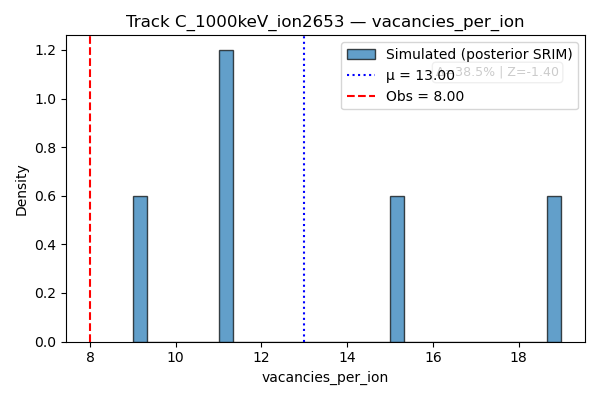 Track C_1000keV_ion2653 — vacancies_per_ion
Simulated (posterior SRIM)
μ = 13.00
38.5% | Z=-1.40
Obs = 8.00
1.2
1.0
0.8
0.6
0.4
0.2
0.0
Density
8 10 12 14 16 18
vacancies_per_ion